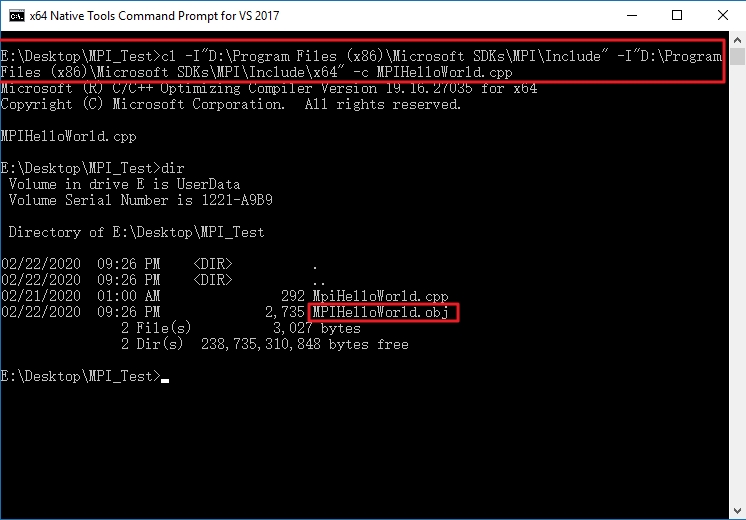 x64 Native Tools Command Prompt for VS 2017
E:\Desktop\MPI_Test>cl -I"D:\Program Files (x86)\Microsoft SDKs\MPI\Include" -I"D:\Program
Files (x86)\Microsoft SDKs\MPI\Include\x64" -c MPIHelloWorld.cpp
Microsoft (R) C/C++ Optimizing Compiler Version 19.16.27035 for x64
Copyright (C) Microsoft Corporation.  All rights reserved.
MPIHelloWorld.cpp
E:\Desktop\MPI_Test>dir
Volume in drive E is UserData
Volume Serial Number is 1221-A9B9
Directory of E:\Desktop\MPI_Test
02/22/2020  09:26 PM    <DIR>          .
02/22/2020  09:26 PM    <DIR>          ..
02/21/2020  01:00 AM               292 MpiHelloWorld.cpp
02/22/2020  09:26 PM             2,735 MPIHelloWorld.obj
2 File(s)          3,027 bytes
2 Dir(s)  238,735,310,848 bytes free
E:\Desktop\MPI_Test>